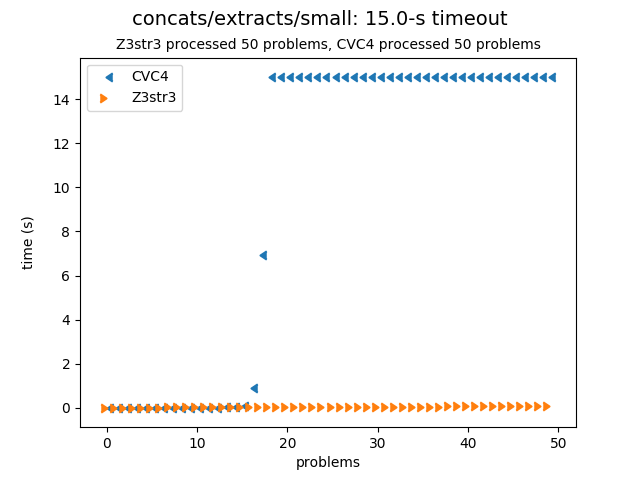 concats/extracts/small: 15.0-s timeout
Z3str3 processed 50 problems, CVC4 processed 50 problems
CVC4
Z3str3
14
12
10
8
6
4
2
0
time (s)
0 10 20 30 40 50
problems